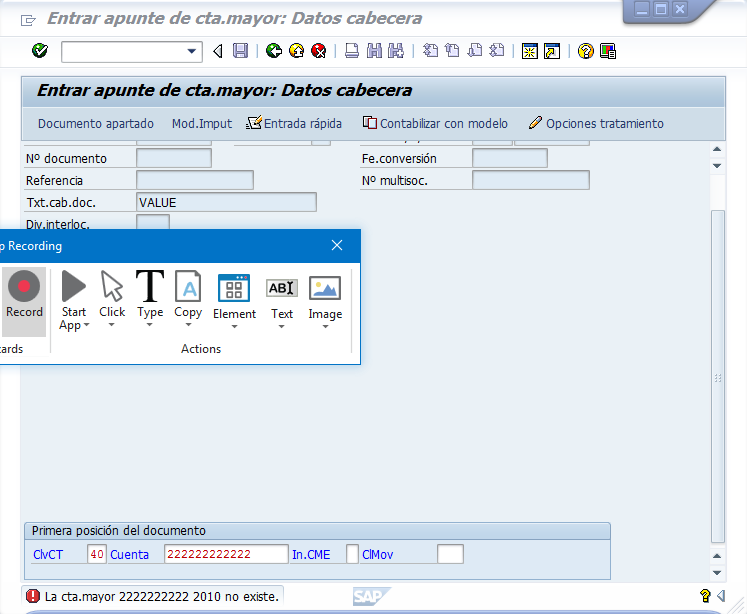 Entrar apunte de cta.mayor: Datos cabecera
Entrar apunte de cta.mayor: Datos cabecera
Documento apartado Mod.Imput Entrada rápida Contabilizar con modelo Opciones tratamiento
Nº documento Fe.conversión
Referencia Nº multisoc.
Txt.cab.doc. VALUE
Div.interloc.
p Recording
Record Start App Click Type Copy Element Text Image
ards Actions
Primera posición del documento
ClvCT 40 Cuenta 222222222222 In.CME ClMov
La cta.mayor 2222222222 2010 no existe.
SAP